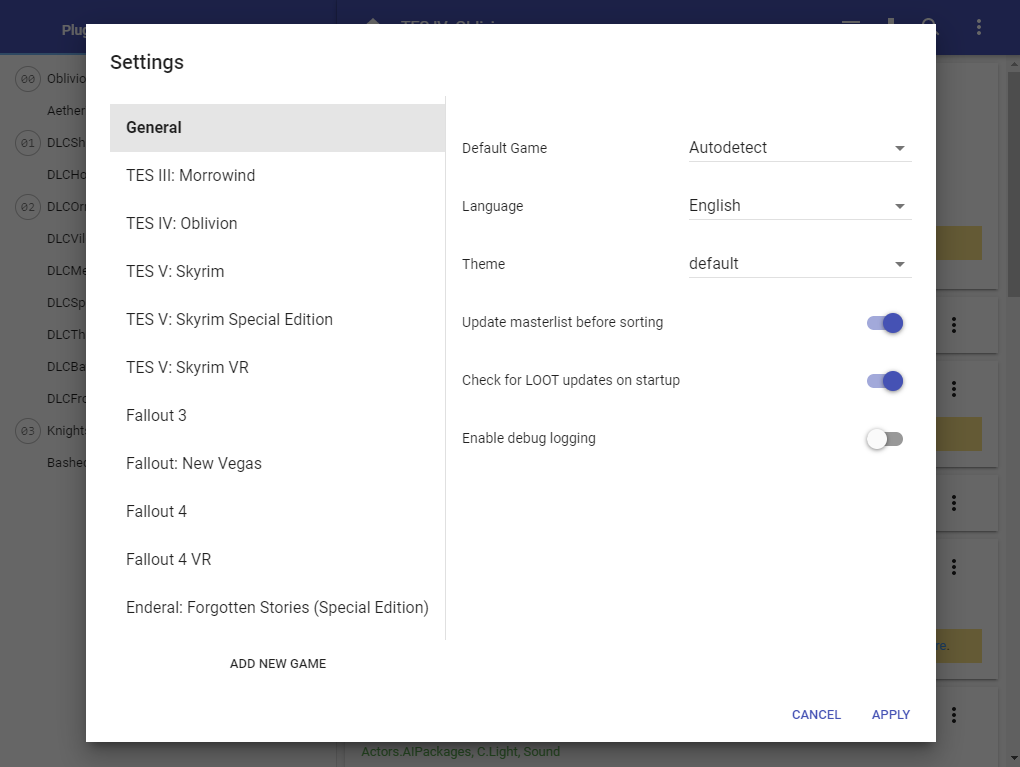 Plug
TES IV: Oblivion
Settings
General
TES III: Morrowind
TES IV: Oblivion
TES V: Skyrim
TES V: Skyrim Special Edition
TES V: Skyrim VR
Fallout 3
Fallout: New Vegas
Fallout 4
Fallout 4 VR
Enderal: Forgotten Stories (Special Edition)
ADD NEW GAME
Default Game Autodetect
Language English
Theme default
Update masterlist before sorting
Check for LOOT updates on startup
Enable debug logging
CANCEL APPLY
00 Oblivio
Aether
01 DLCSh
DLCHo
02 DLCOr
DLCVil
DLCMe
DLCSp
DLCTh
DLCBa
DLCFro
03 Knights
Bashed
re.
Actors.AIPackages, C.Light, Sound